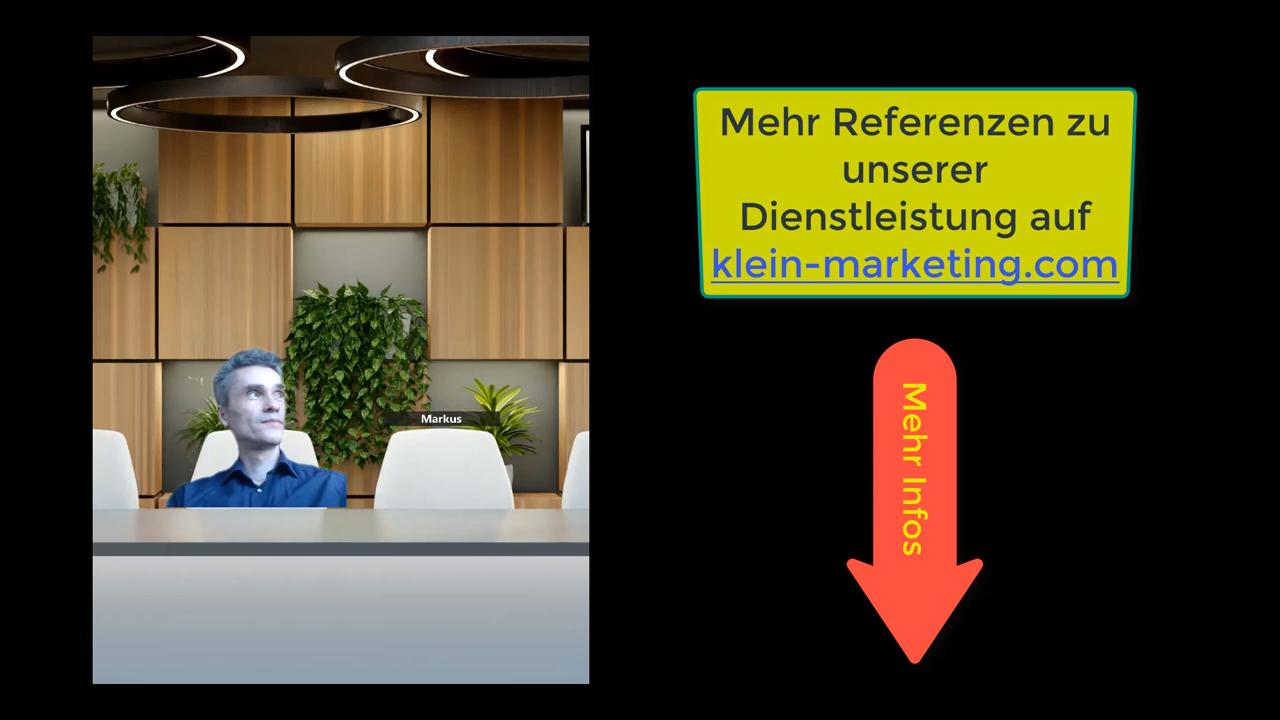 Markus
Mehr Referenzen zu
unserer
Dienstleistung auf
klein-marketing.com
Mehr Infos